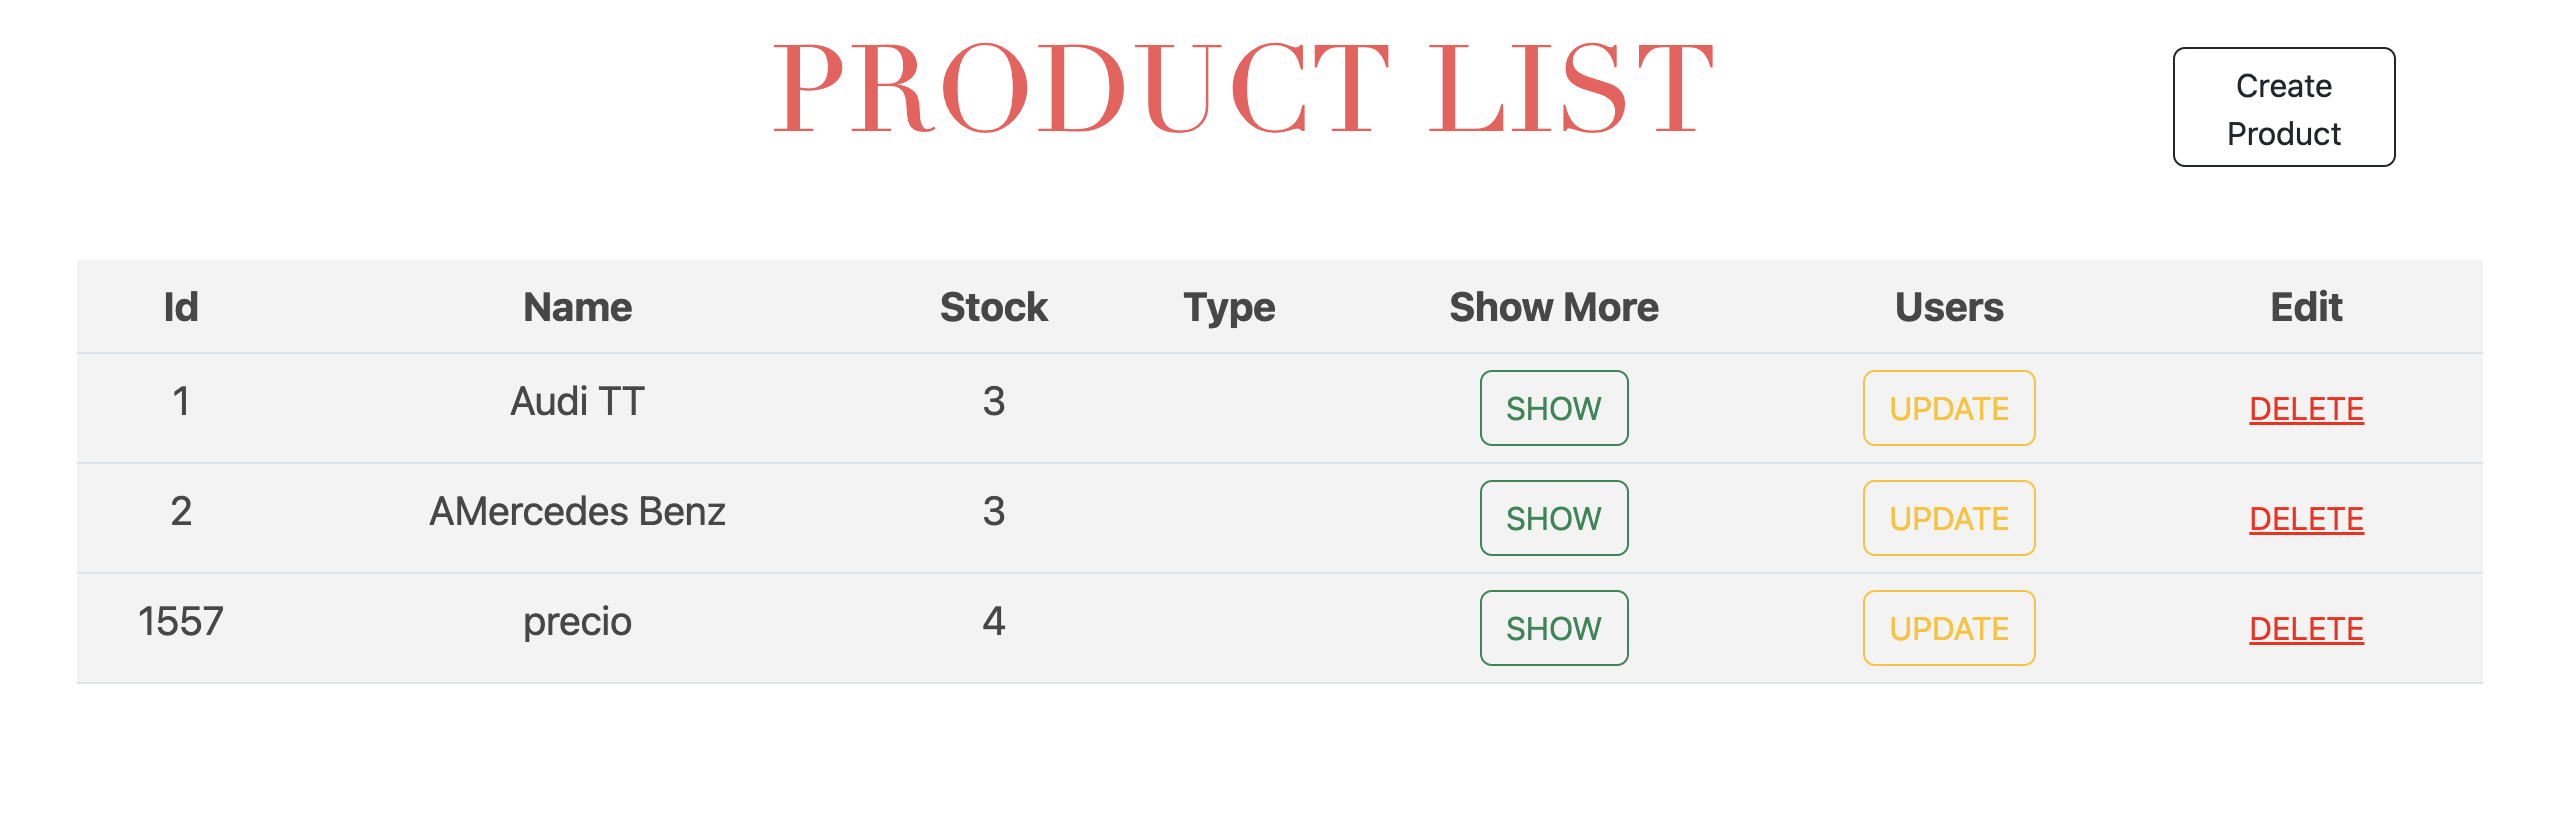 PRODUCT LIST
Create
Product
Id Name Stock Type Show More Users Edit
1 Audi TT 3 SHOW UPDATE DELETE
2 AMercedes Benz 3 SHOW UPDATE DELETE
1557 precio 4 SHOW UPDATE DELETE